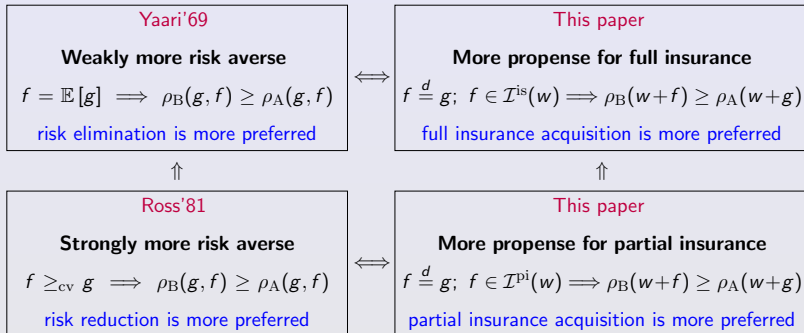 Yaari'69
Weakly more risk averse
f = 𝔼 [g] ⟹ ρ_B(g, f) ≥ ρ_A(g, f)
risk elimination is more preferred
⟺
This paper
More propense for full insurance
f =^d g; f ∈ 𝓘^is(w) ⟹ ρ_B(w+f) ≥ ρ_A(w+g)
full insurance acquisition is more preferred
⇑
⇑
Ross'81
Strongly more risk averse
f ≥_cv g ⟹ ρ_B(g, f) ≥ ρ_A(g, f)
risk reduction is more preferred
⟺
This paper
More propense for partial insurance
f =^d g; f ∈ 𝓘^pi(w) ⟹ ρ_B(w+f) ≥ ρ_A(w+g)
partial insurance acquisition is more preferred